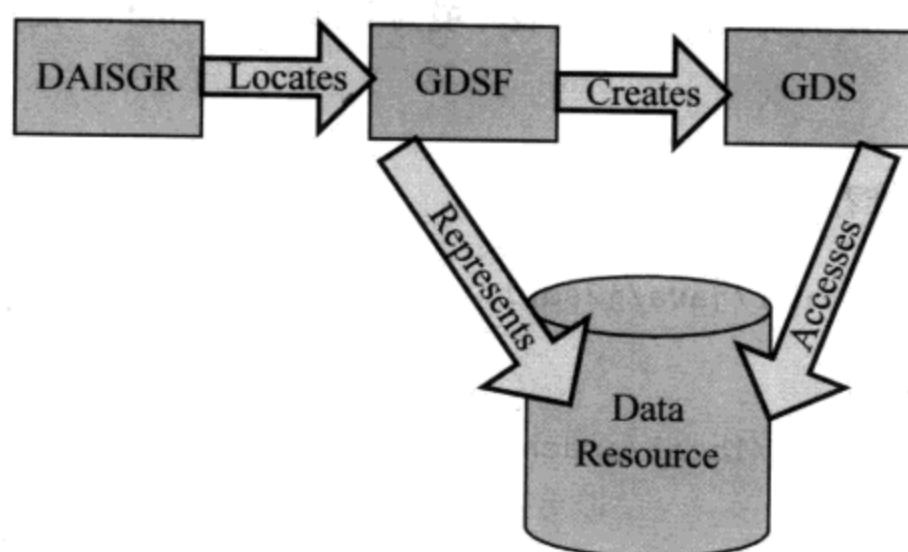 DAISGR
Locates
GDSF
Creates
GDS
Represents
Accesses
Data
Resource